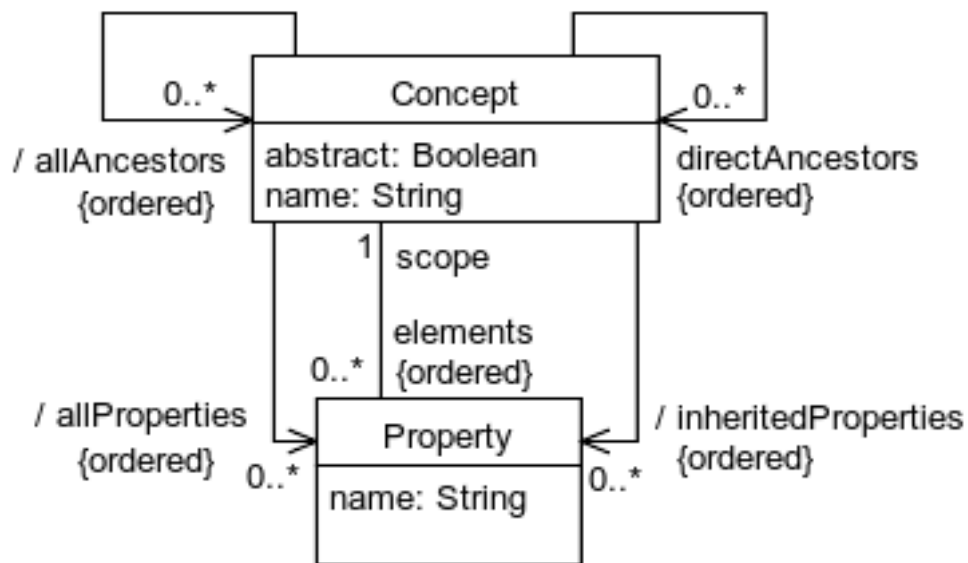 0..*
Concept
0..*
/ allAncestors
{ordered}
abstract: Boolean
name: String
directAncestors
{ordered}
1
scope
elements
{ordered}
0..*
/ allProperties
{ordered}
0..*
Property
name: String
/ inheritedProperties
{ordered}
0..*